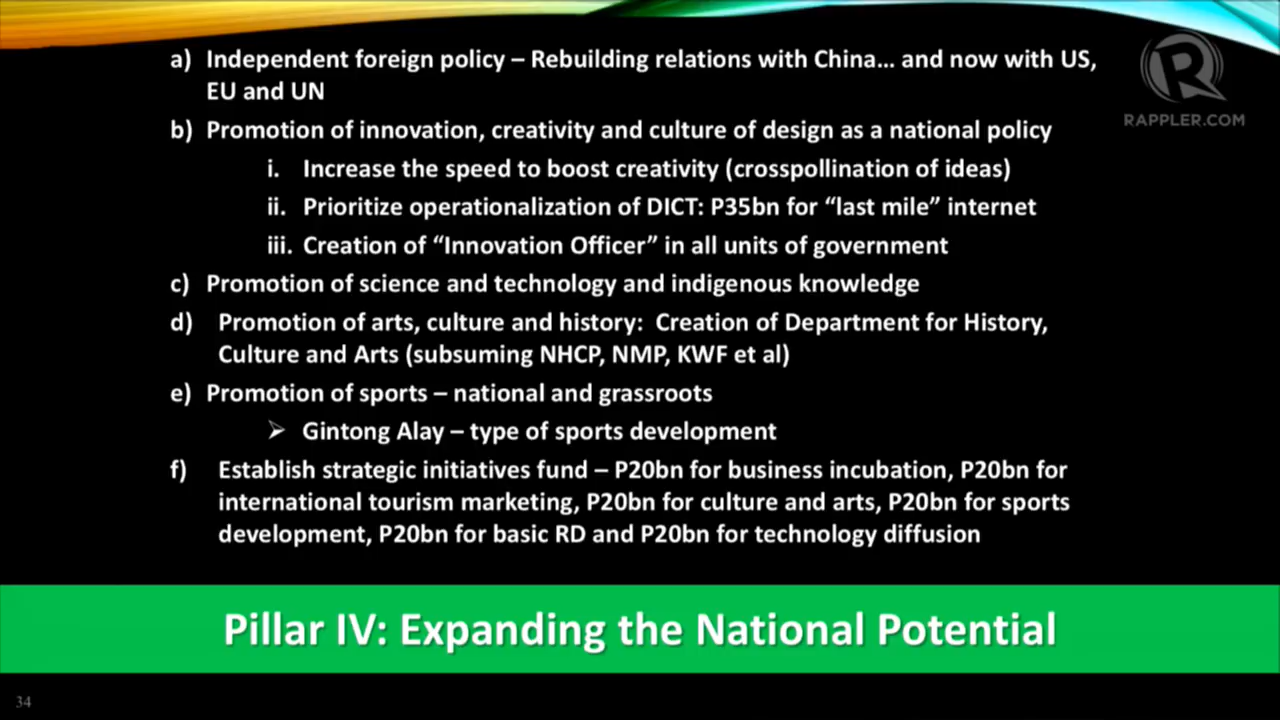 a) Independent foreign policy – Rebuilding relations with China... and now with US,
EU and UN
b) Promotion of innovation, creativity and culture of design as a national policy
i. Increase the speed to boost creativity (crosspollination of ideas)
ii. Prioritize operationalization of DICT: P35bn for “last mile” internet
iii. Creation of “Innovation Officer” in all units of government
c) Promotion of science and technology and indigenous knowledge
d) Promotion of arts, culture and history: Creation of Department for History,
Culture and Arts (subsuming NHCP, NMP, KWF et al)
e) Promotion of sports – national and grassroots
➢ Gintong Alay – type of sports development
f) Establish strategic initiatives fund – P20bn for business incubation, P20bn for
international tourism marketing, P20bn for culture and arts, P20bn for sports
development, P20bn for basic RD and P20bn for technology diffusion
Pillar IV: Expanding the National Potential
34
R
RAPPLER.COM